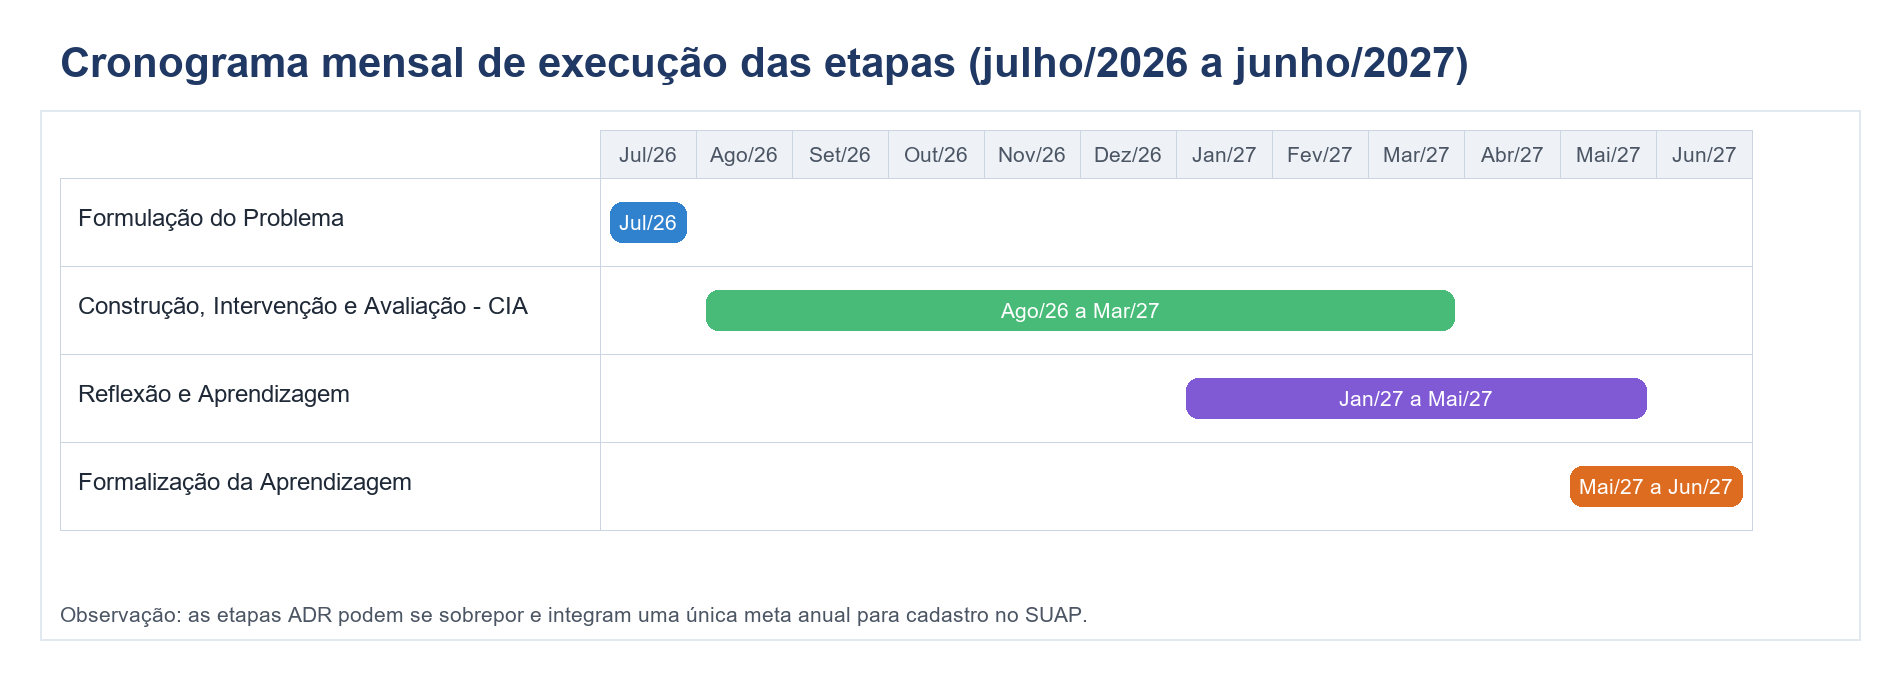 Cronograma mensal de execução das etapas (julho/2026 a junho/2027)
Jul/26 Ago/26 Set/26 Out/26 Nov/26 Dez/26 Jan/27 Fev/27 Mar/27 Abr/27 Mai/27 Jun/27
Formulação do Problema Jul/26
Construção, Intervenção e Avaliação - CIA Ago/26 a Mar/27
Reflexão e Aprendizagem Jan/27 a Mai/27
Formalização da Aprendizagem Mai/27 a Jun/27
Observação: as etapas ADR podem se sobrepor e integram uma única meta anual para cadastro no SUAP.